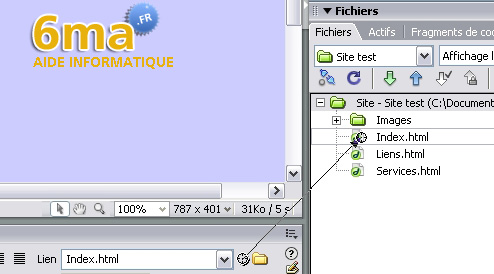 6ma .FR
AIDE INFORMATIQUE
100% 787 x 401 31Ko / 5 s
Lien Index.html
Fichiers
Fichiers Actifs Fragments de co
Site test Affichage l
Site - Site test (C:\Document
Images
Index.html
Liens.html
Services.html